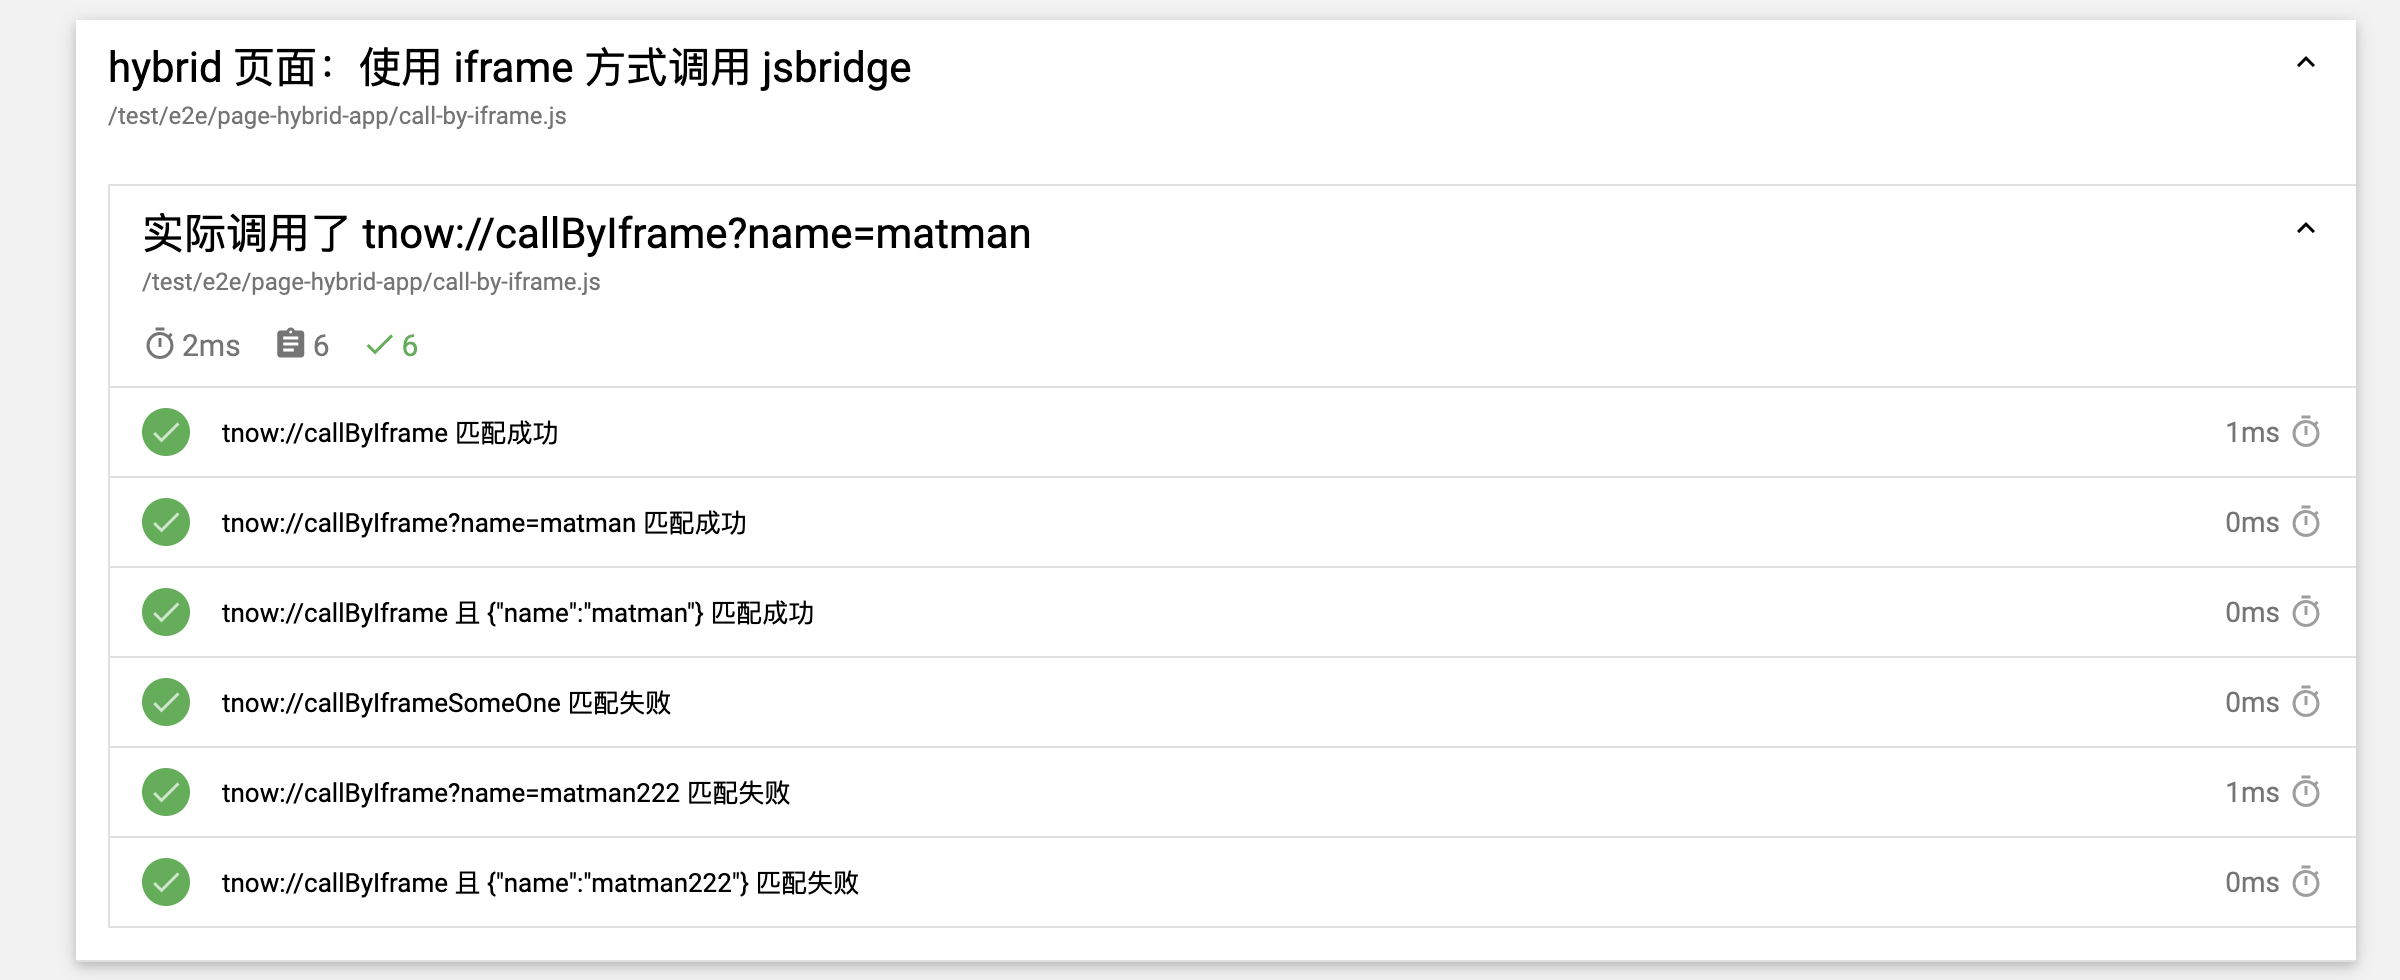 hybrid 页面：使用 iframe 方式调用 jsbridge
/test/e2e/page-hybrid-app/call-by-iframe.js
实际调用了 tnow://callByIframe?name=matman
/test/e2e/page-hybrid-app/call-by-iframe.js
2ms 6 6
tnow://callByIframe 匹配成功 1ms
tnow://callByIframe?name=matman 匹配成功 0ms
tnow://callByIframe 且 {"name":"matman"} 匹配成功 0ms
tnow://callByIframeSomeOne 匹配失败 0ms
tnow://callByIframe?name=matman222 匹配失败 1ms
tnow://callByIframe 且 {"name":"matman222"} 匹配失败 0ms